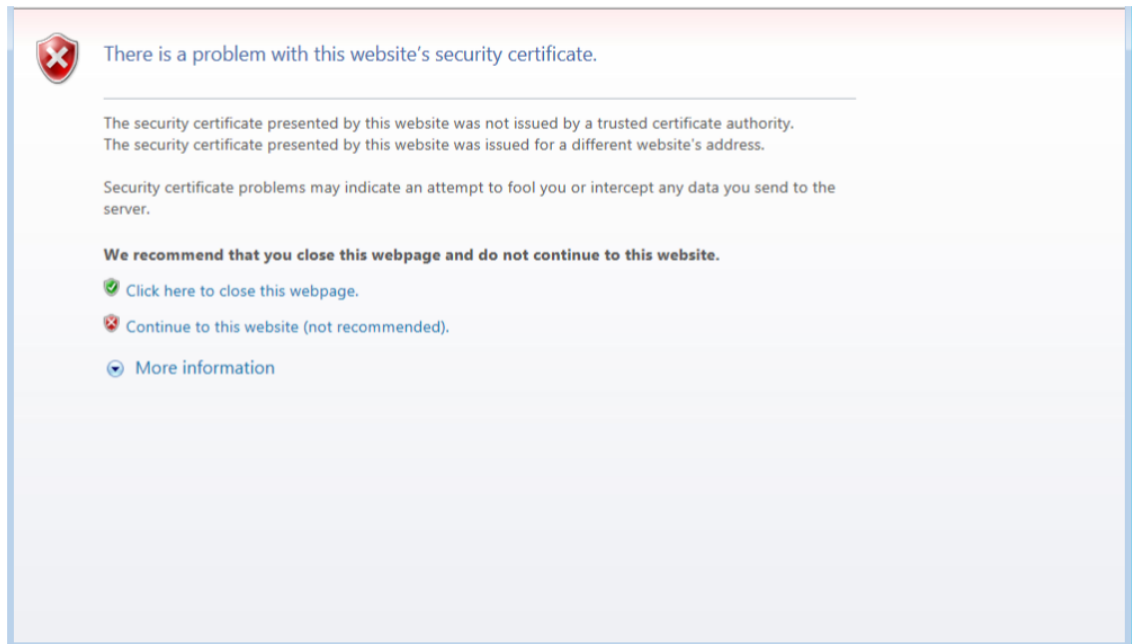 There is a problem with this website's security certificate.
The security certificate presented by this website was not issued by a trusted certificate authority.
The security certificate presented by this website was issued for a different website's address.
Security certificate problems may indicate an attempt to fool you or intercept any data you send to the
server.
We recommend that you close this webpage and do not continue to this website.
Click here to close this webpage.
Continue to this website (not recommended).
More information